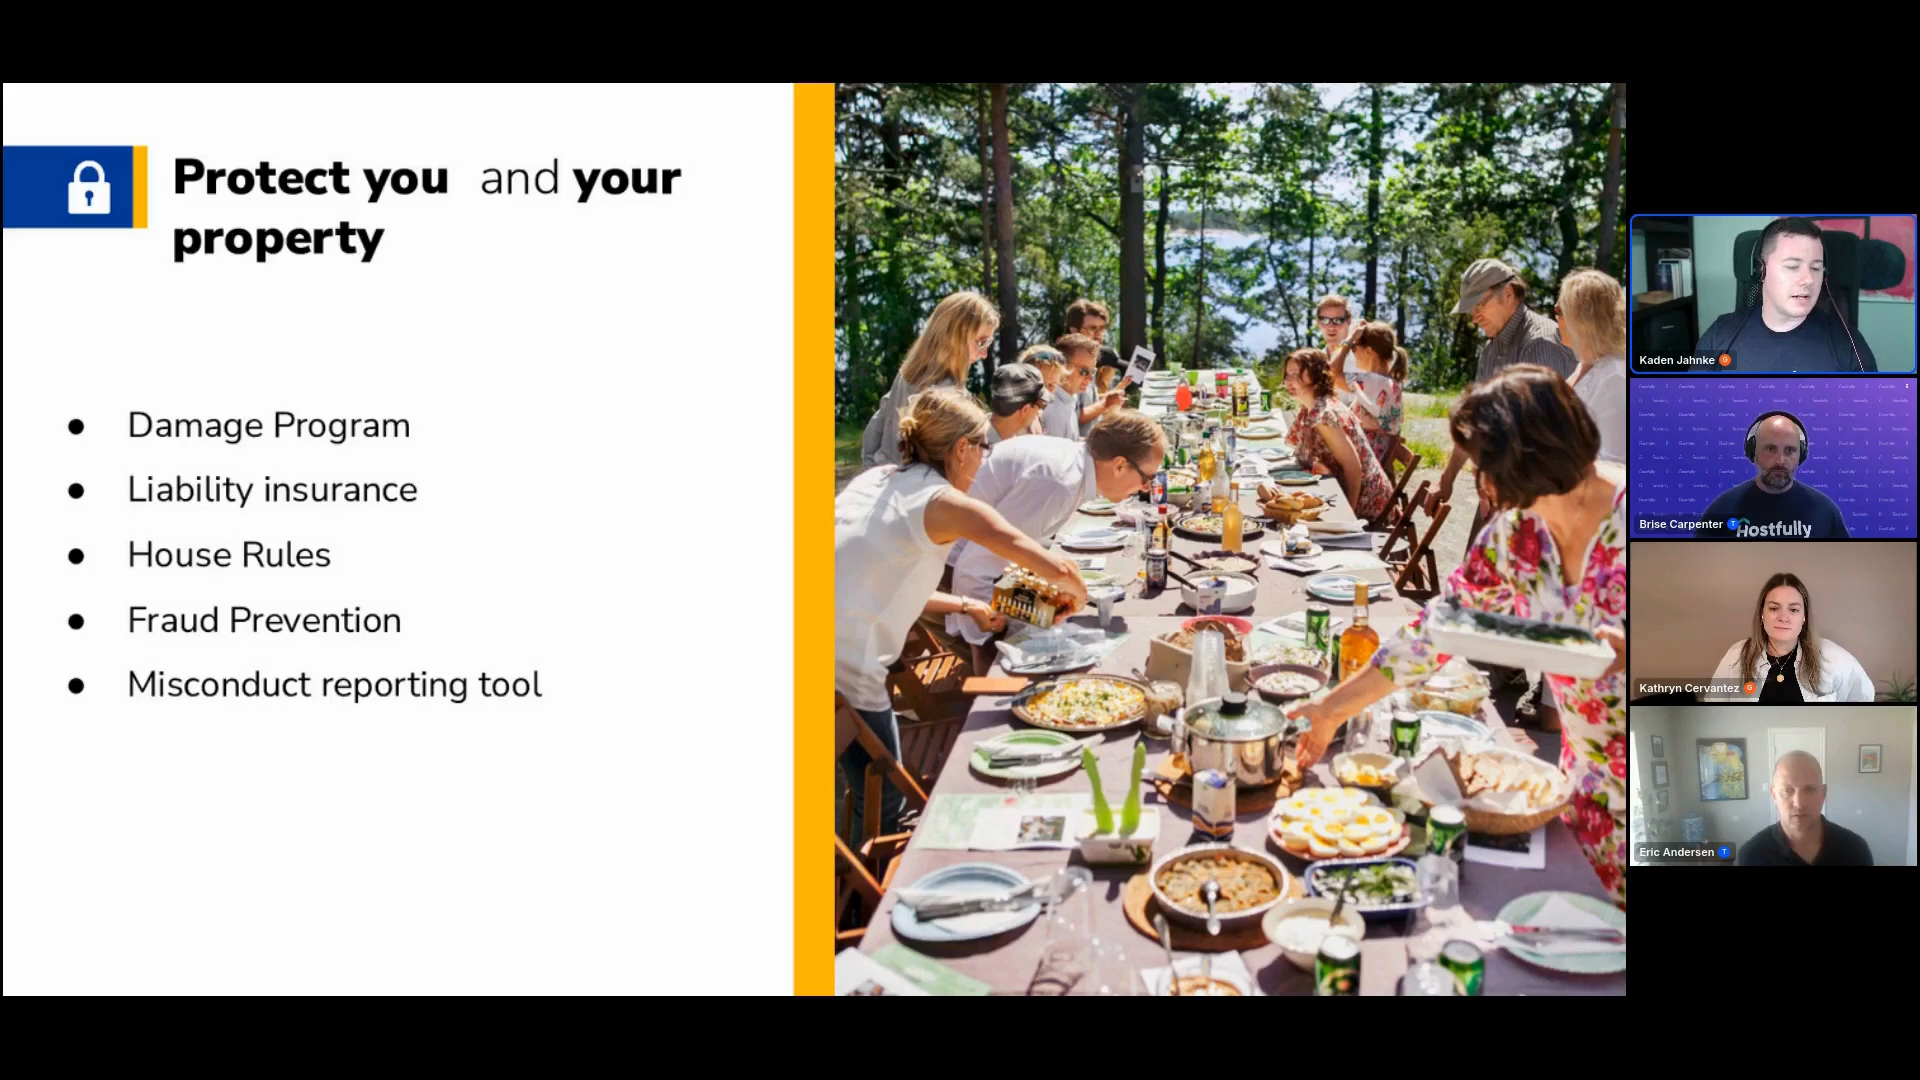 Protect you and your
property
● Damage Program
● Liability insurance
● House Rules
● Fraud Prevention
● Misconduct reporting tool
Kaden Jahnke G
Brise Carpenter T
Hostfully
Kathryn Cervantez G
Eric Andersen T